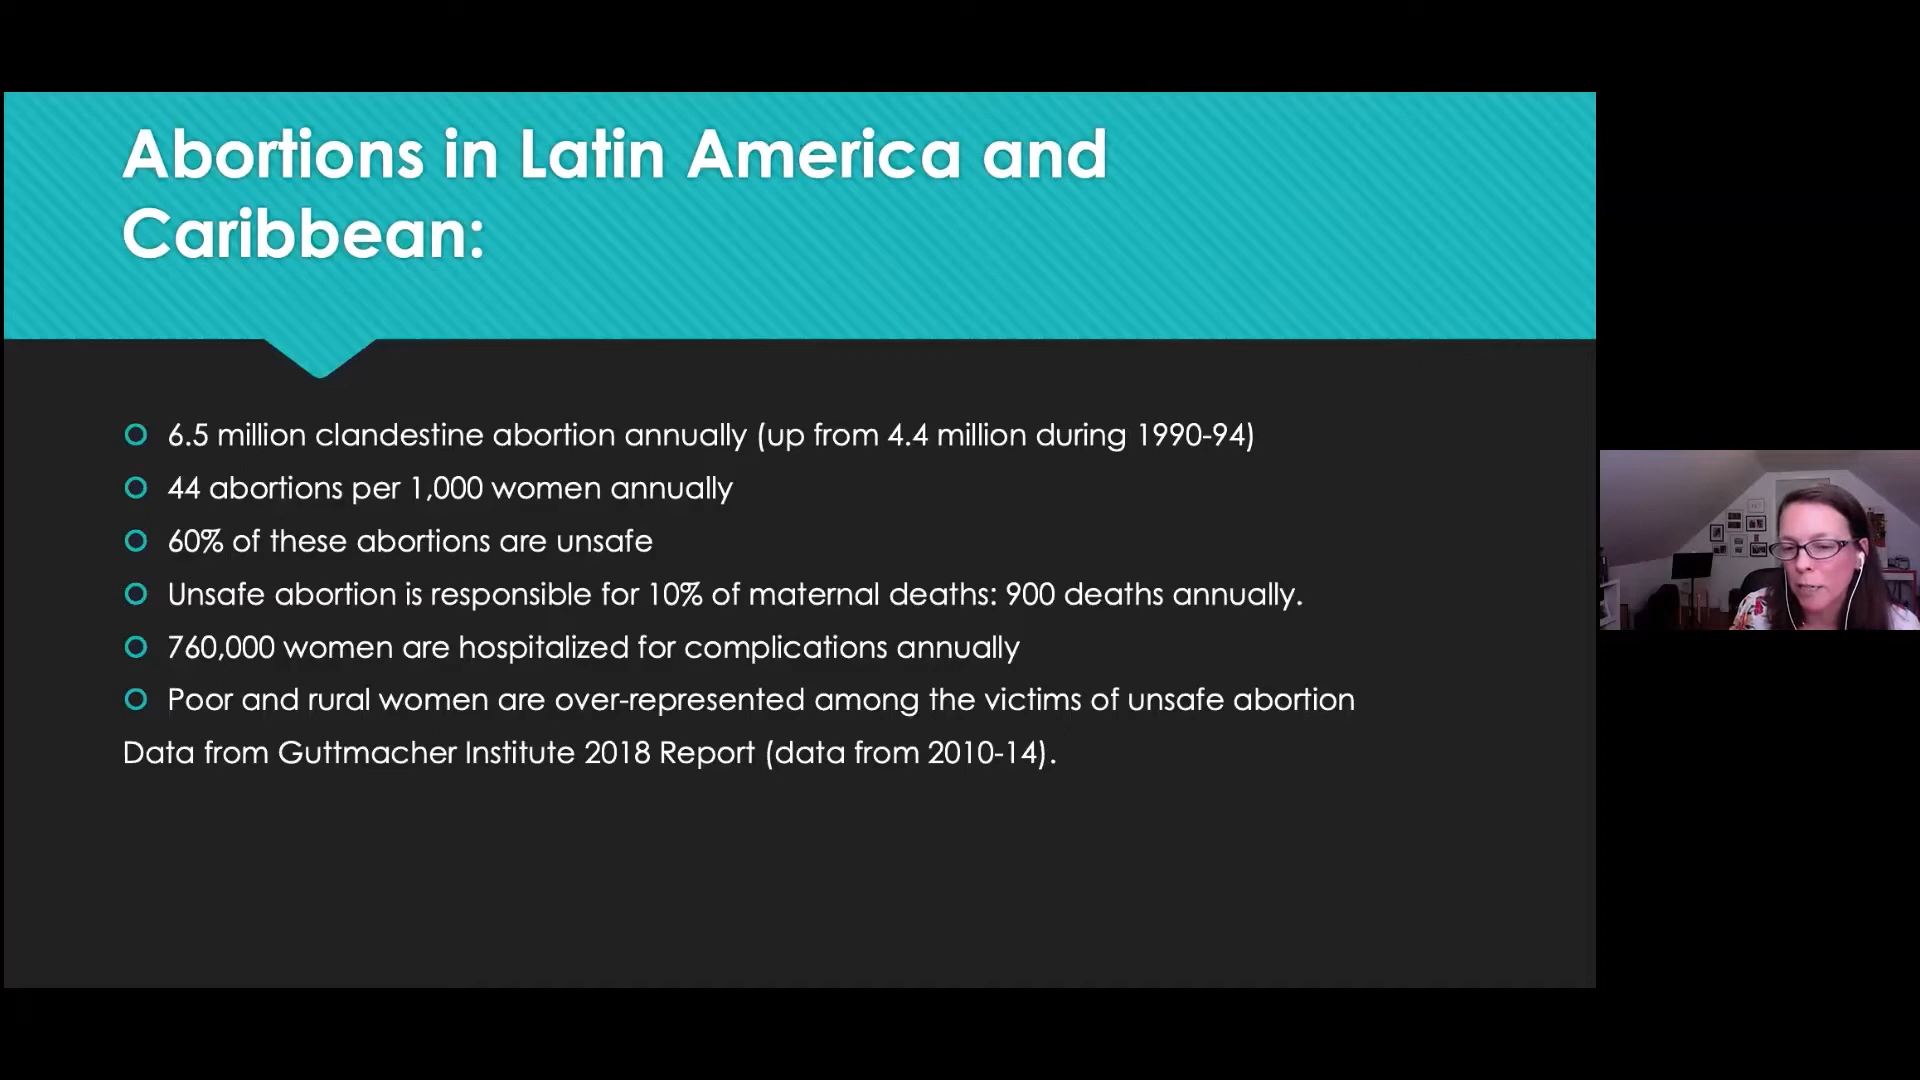 Abortions in Latin America and
Caribbean:
6.5 million clandestine abortion annually (up from 4.4 million during 1990-94)
44 abortions per 1,000 women annually
60% of these abortions are unsafe
Unsafe abortion is responsible for 10% of maternal deaths: 900 deaths annually.
760,000 women are hospitalized for complications annually
Poor and rural women are over-represented among the victims of unsafe abortion
Data from Guttmacher Institute 2018 Report (data from 2010-14).